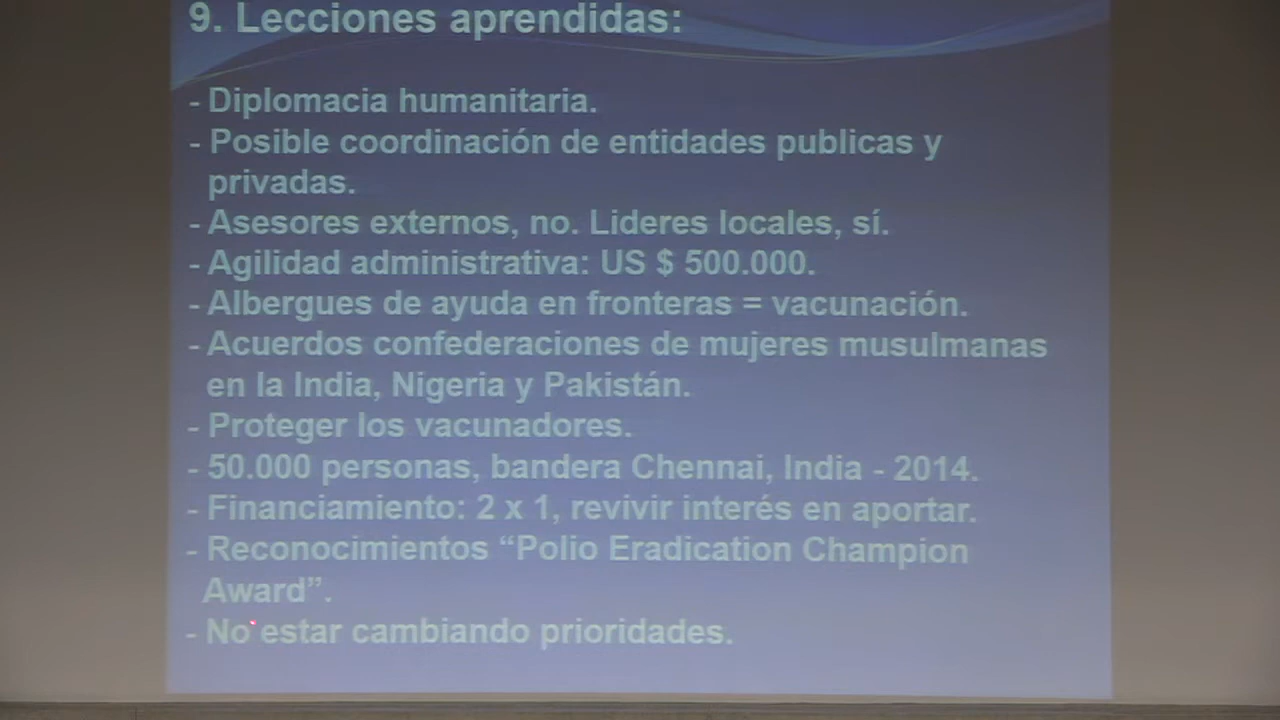 9. Lecciones aprendidas:
- Diplomacia humanitaria.
- Posible coordinación de entidades publicas y
privadas.
- Asesores externos, no. Lideres locales, sí.
- Agilidad administrativa: US $ 500.000.
- Albergues de ayuda en fronteras = vacunación.
- Acuerdos confederaciones de mujeres musulmanas
en la India, Nigeria y Pakistán.
- Proteger los vacunadores.
- 50.000 personas, bandera Chennai, India - 2014.
- Financiamiento: 2 x 1, revivir interés en aportar.
- Reconocimientos “Polio Eradication Champion
Award”.
- No estar cambiando prioridades.